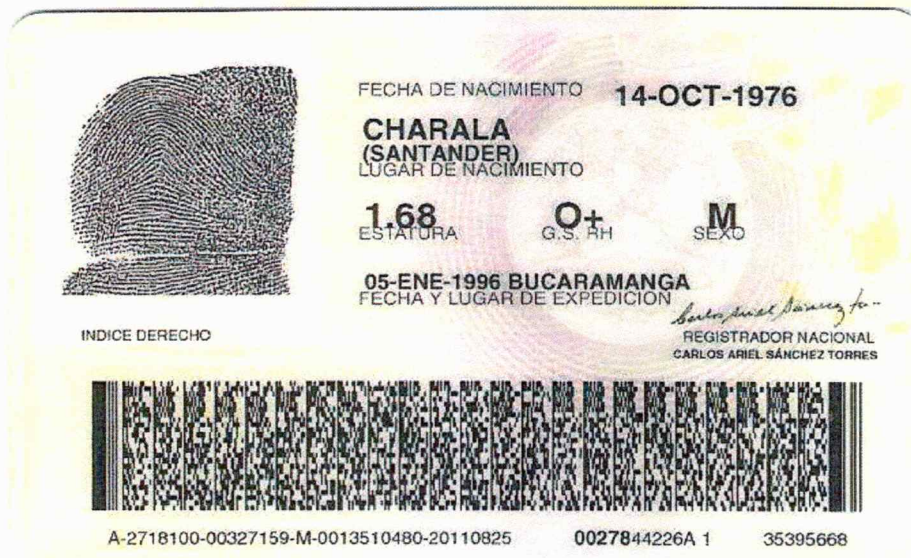 FECHA DE NACIMIENTO 14-OCT-1976
CHARALA
(SANTANDER)
LUGAR DE NACIMIENTO
1.68 O+ M
ESTATURA G.S. RH SEXO
05-ENE-1996 BUCARAMANGA
FECHA Y LUGAR DE EXPEDICION
INDICE DERECHO
REGISTRADOR NACIONAL
CARLOS ARIEL SÁNCHEZ TORRES
A-2718100-00327159-M-0013510480-20110825 0027844226A 1 35395668